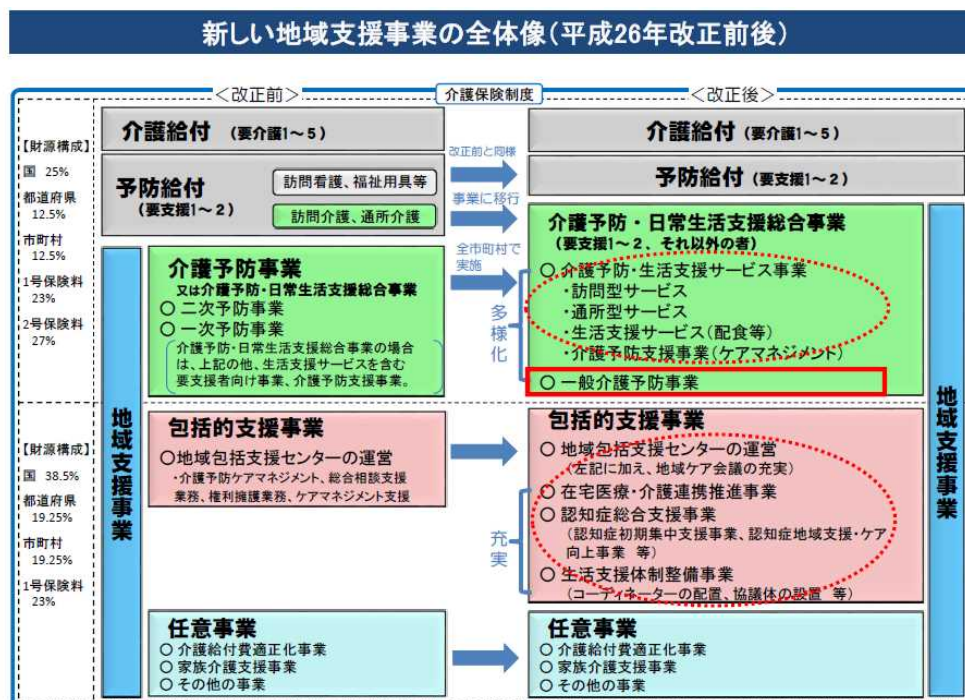 新しい地域支援事業の全体像(平成26年改正前後)
<改正前>
介護保険制度
<改正後>
【財源構成】
国 25%
都道府県
12.5%
市町村
12.5%
1号保険料
23%
2号保険料
27%
介護給付 (要介護1~5)
予防給付
(要支援1~2)
訪問看護、福祉用具等
訪問介護、通所介護
改正前と同様
事業に移行
全市町村で
実施
多様化
介護給付 (要介護1~5)
予防給付(要支援1~2)
地域支援事業
介護予防事業
又は介護予防・日常生活支援総合事業
○ 二次予防事業
○ 一次予防事業
介護予防・日常生活支援総合事業の場合
は、上記の他、生活支援サービスを含む
要支援者向け事業、介護予防支援事業。
介護予防・日常生活支援総合事業
(要支援1~2、それ以外の者)
○ 介護予防・生活支援サービス事業
・訪問型サービス
・通所型サービス
・生活支援サービス(配食等)
・介護予防支援事業(ケアマネジメント)
○ 一般介護予防事業
地域支援事業
【財源構成】
国 38.5%
都道府県
19.25%
市町村
19.25%
1号保険料
23%
包括的支援事業
○地域包括支援センターの運営
・介護予防ケアマネジメント、総合相談支援
業務、権利擁護業務、ケアマネジメント支援
充実
包括的支援事業
○ 地域包括支援センターの運営
(左記に加え、地域ケア会議の充実)
○ 在宅医療・介護連携推進事業
○ 認知症総合支援事業
(認知症初期集中支援事業、認知症地域支援・ケア
向上事業 等)
○ 生活支援体制整備事業
(コーディネーターの配置、協議体の設置 等)
任意事業
○ 介護給付費適正化事業
○ 家族介護支援事業
○ その他の事業
任意事業
○ 介護給付費適正化事業
○ 家族介護支援事業
○ その他の事業